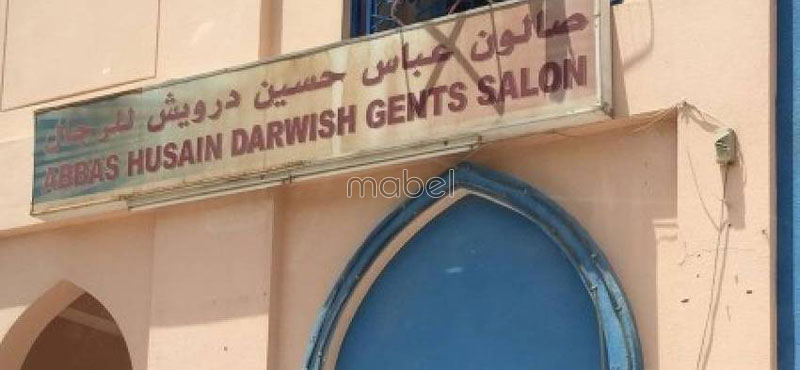 صالون عباس حسين درويش للرجال
ABBAS HUSAIN DARWISH GENTS SALON
mabel